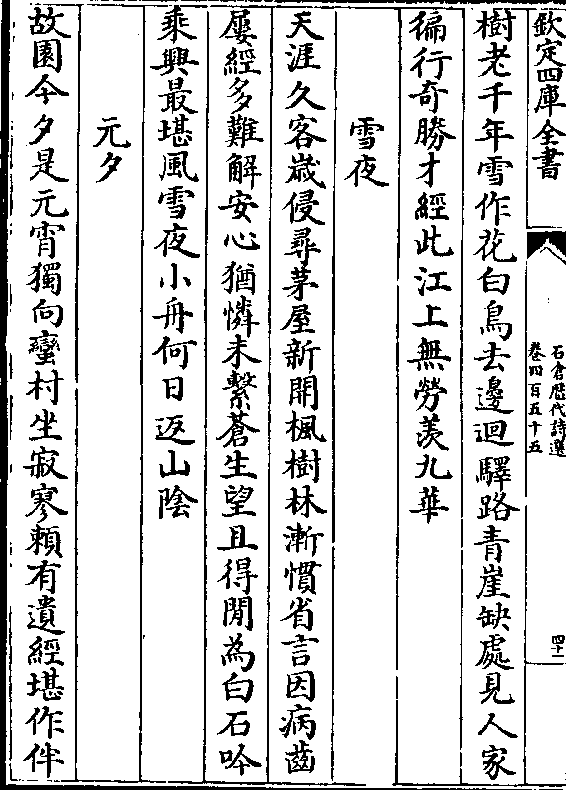 欽定四庫全書
石倉歷代詩選
卷四百五十五
四十一
樹老千年雪作花白鳥去邊迴驛路青崖缺處見人家
徧行奇勝才經此江上無勞羨九華
雪夜
天涯久客嵗侵尋茅屋新開楓樹林漸慣省言因病齒
屢經多難解安心猶憐未繫蒼生望且得閒為白石吟
乘興最堪風雪夜小舟何日返山陰
元夕
故園今夕是元宵獨向蠻村坐寂寥賴有遺經堪作伴